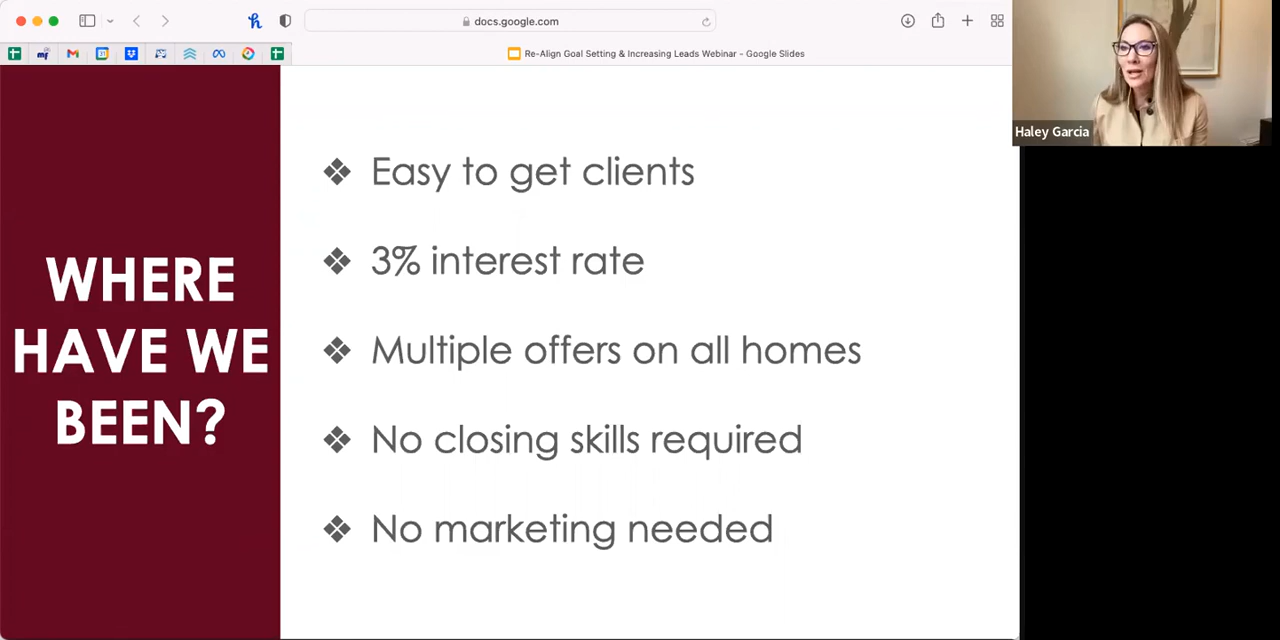 docs.google.com
Re-Align Goal Setting & Increasing Leads Webinar - Google Slides
Haley Garcia
WHERE
HAVE WE
BEEN?
Easy to get clients
3% interest rate
Multiple offers on all homes
No closing skills required
No marketing needed